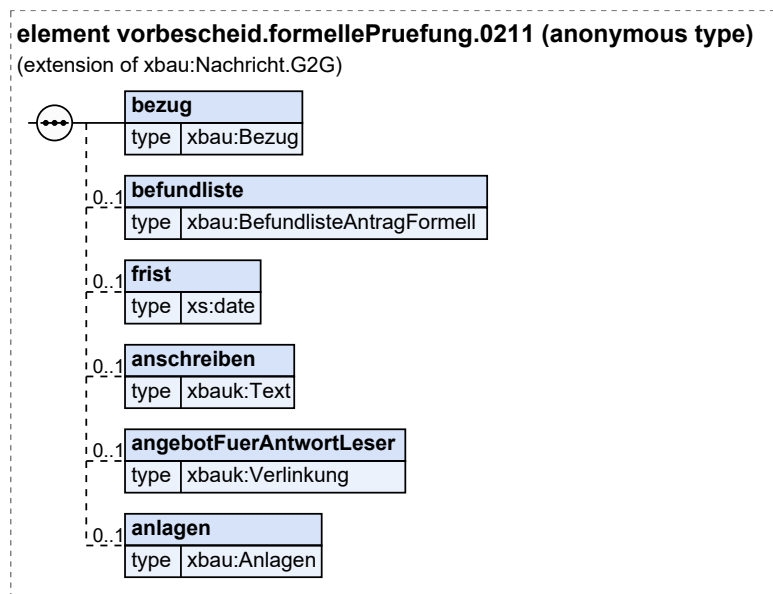 element vorbescheid.formellePruefung.0211 (anonymous type)
(extension of xbau:Nachricht.G2G)
bezug
type xbau:Bezug
0..1 befundliste
type xbau:BefundlisteAntragFormell
0..1 frist
type xs:date
0..1 anschreiben
type xbauk:Text
0..1 angebotFuerAntwortLeser
type xbauk:Verlinkung
0..1 anlagen
type xbau:Anlagen